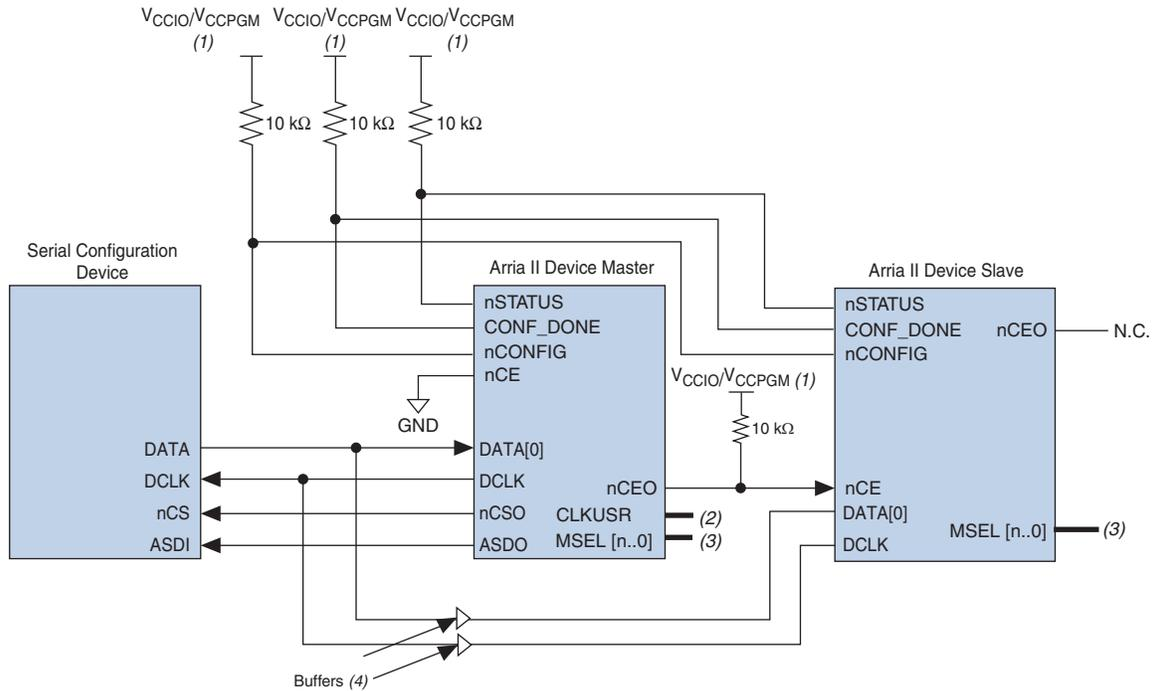 VCCIO/VCCPGM VCCIO/VCCPGM VCCIO/VCCPGM
(1) (1) (1)
10 kΩ 10 kΩ 10 kΩ
Serial Configuration
Device
DATA
DCLK
nCS
ASDI
Arria II Device Master
nSTATUS
CONF_DONE
nCONFIG
nCE
GND
DATA[0]
DCLK
nCSO
ASDO
nCEO
CLKUSR (2)
MSEL [n..0] (3)
VCCIO/VCCPGM (1)
10 kΩ
Arria II Device Slave
nSTATUS
CONF_DONE
nCONFIG
nCEO N.C.
nCE
DATA[0]
DCLK
MSEL [n..0] (3)
Buffers (4)